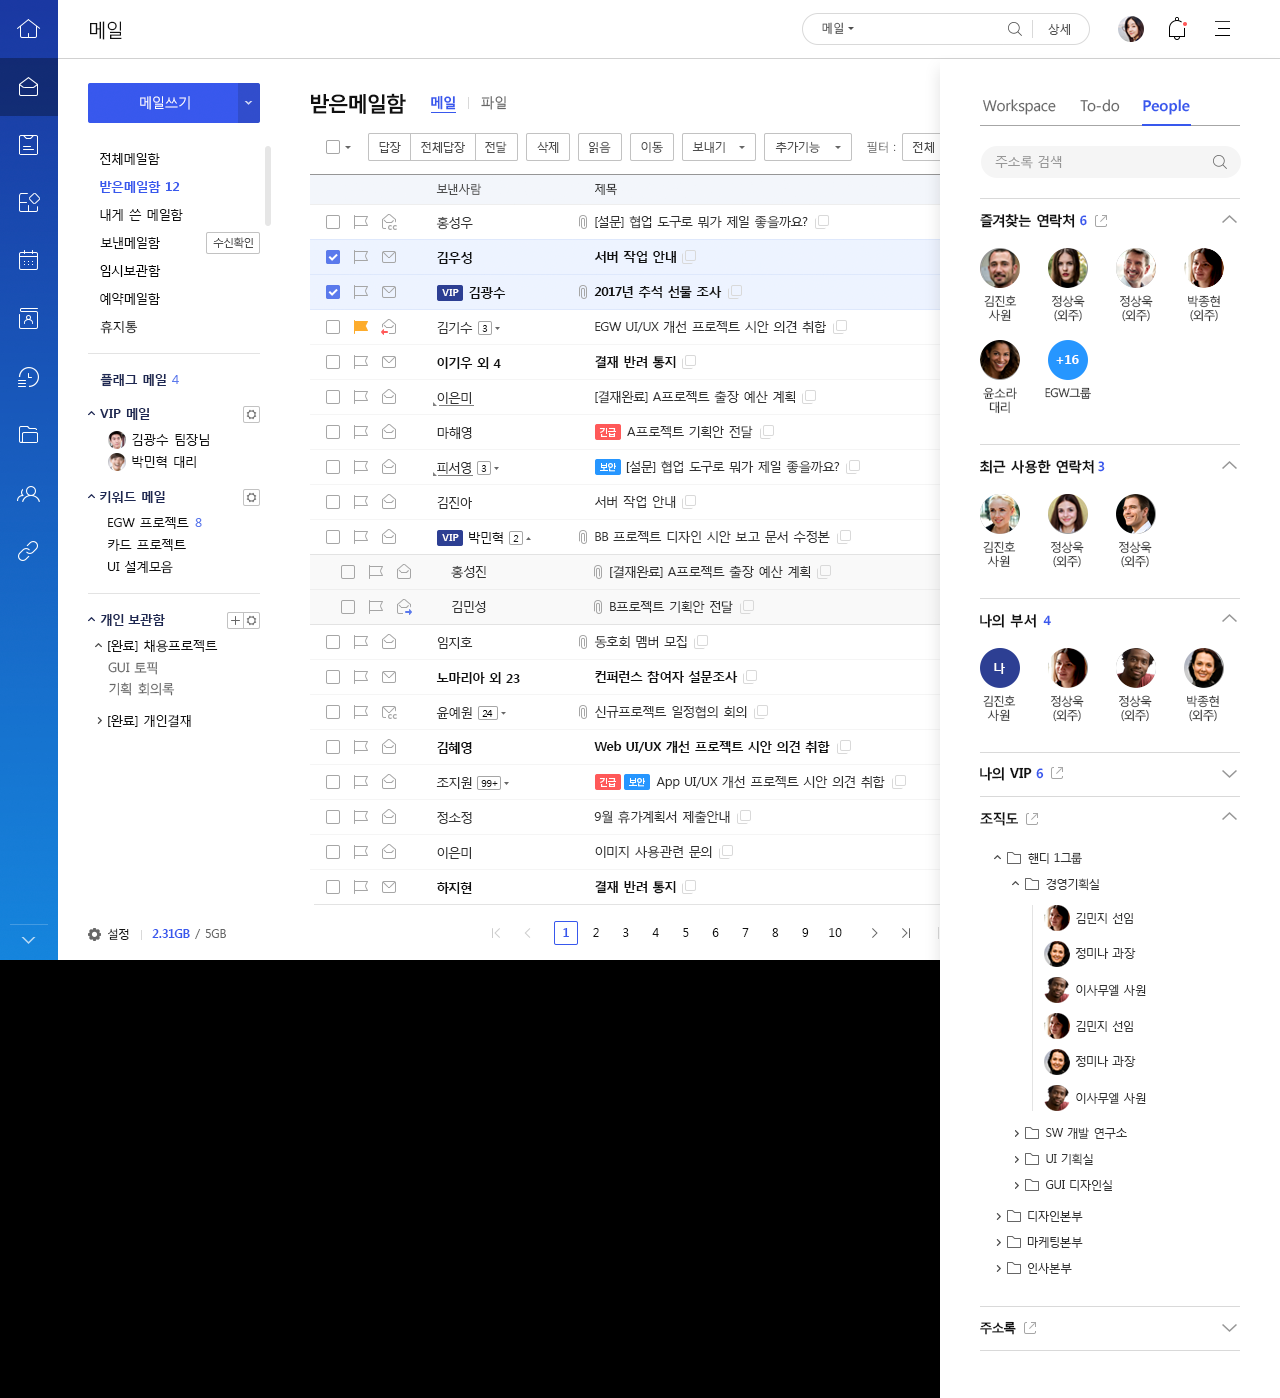 메일
메일
상세
메일쓰기
전체메일함
받은메일함 12
내게 쓴 메일함
보낸메일함 수신확인
임시보관함
예약메일함
휴지통
플래그 메일 4
VIP 메일
김광수 팀장님
박민혁 대리
키워드 메일
EGW 프로젝트 8
카드 프로젝트
UI 설계모음
개인 보관함
[완료] 채용프로젝트
GUI 토픽
기획 회의록
[완료] 개인결재
설정 2.31GB / 5GB
받은메일함 메일 파일
답장 전체답장 전달 삭제 읽음 이동 보내기 추가기능 필터 : 전체
보낸사람 제목
홍성우 [설문] 협업 도구로 뭐가 제일 좋을까요?
김우성 서버 작업 안내
VIP 김광수 2017년 추석 선물 조사
김기수 3 EGW UI/UX 개선 프로젝트 시안 의견 취합
이기우 외 4 결재 반려 통지
이은미 [결재완료] A프로젝트 출장 예산 계획
마해영 긴급 A프로젝트 기획안 전달
피서영 3 보안 [설문] 협업 도구로 뭐가 제일 좋을까요?
김진아 서버 작업 안내
VIP 박민혁 2 BB 프로젝트 디자인 시안 보고 문서 수정본
홍성진 [결재완료] A프로젝트 출장 예산 계획
김민성 B프로젝트 기획안 전달
임지호 동호회 멤버 모집
노마리아 외 23 컨퍼런스 참여자 설문조사
cc 윤예원 24 신규프로젝트 일정협의 회의
김혜영 Web UI/UX 개선 프로젝트 시안 의견 취합
조지원 99+ 긴급 보안 App UI/UX 개선 프로젝트 시안 의견 취합
정소정 9월 휴가계획서 제출안내
이은미 이미지 사용관련 문의
하지현 결재 반려 통지
1 2 3 4 5 6 7 8 9 10
Workspace To-do People
주소록 검색
즐겨찾는 연락처 6
김진호 정상욱 정상욱 박종현
사원 (외주) (외주) (외주)
+16
윤소라 EGW그룹
대리
최근 사용한 연락처 3
김진호 정상욱 정상욱
사원 (외주) (외주)
나의 부서 4
나
김진호 정상욱 정상욱 박종현
사원 (외주) (외주) (외주)
나의 VIP 6
조직도
핸디 1그룹
경영기획실
김민지 선임
정미나 과장
이사무엘 사원
김민지 선임
정미나 과장
이사무엘 사원
SW 개발 연구소
UI 기획실
GUI 디자인실
디자인본부
마케팅본부
인사본부
주소록